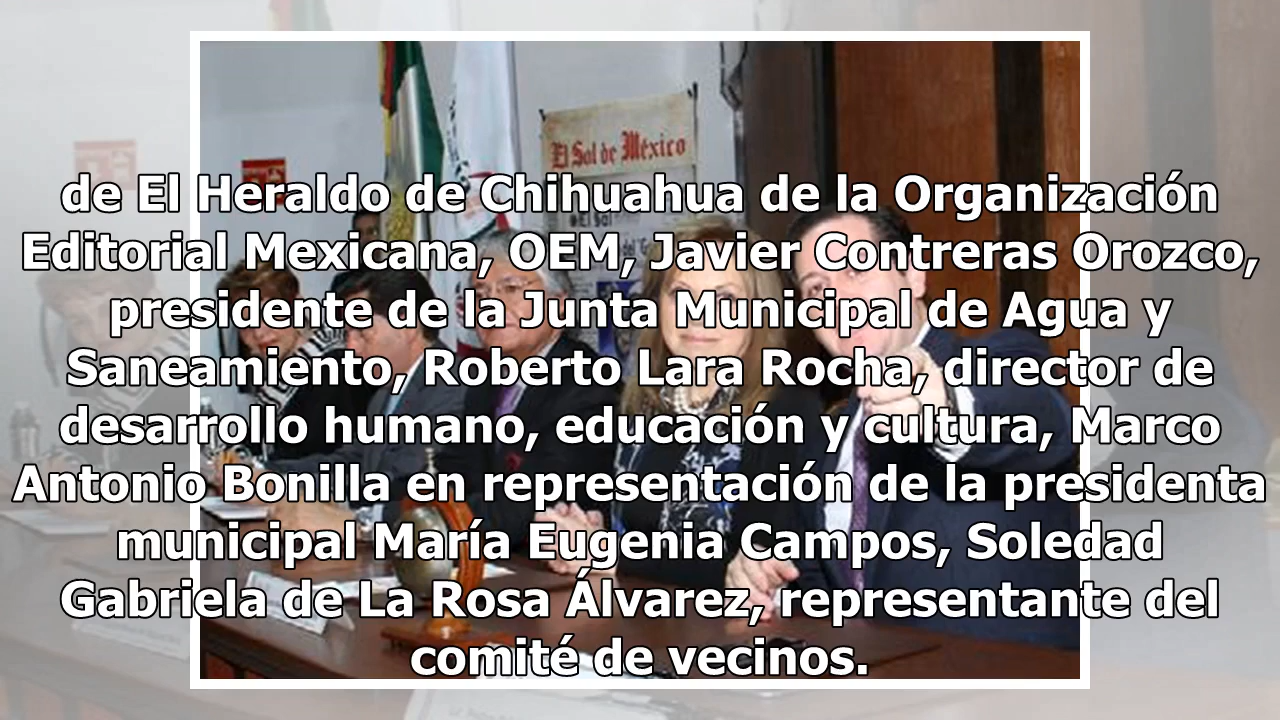 El Sol de México
de El Heraldo de Chihuahua de la Organización
Editorial Mexicana, OEM, Javier Contreras Orozco,
presidente de la Junta Municipal de Agua y
Saneamiento, Roberto Lara Rocha, director de
desarrollo humano, educación y cultura, Marco
Antonio Bonilla en representación de la presidenta
municipal María Eugenia Campos, Soledad
Gabriela de La Rosa Álvarez, representante del
comité de vecinos.